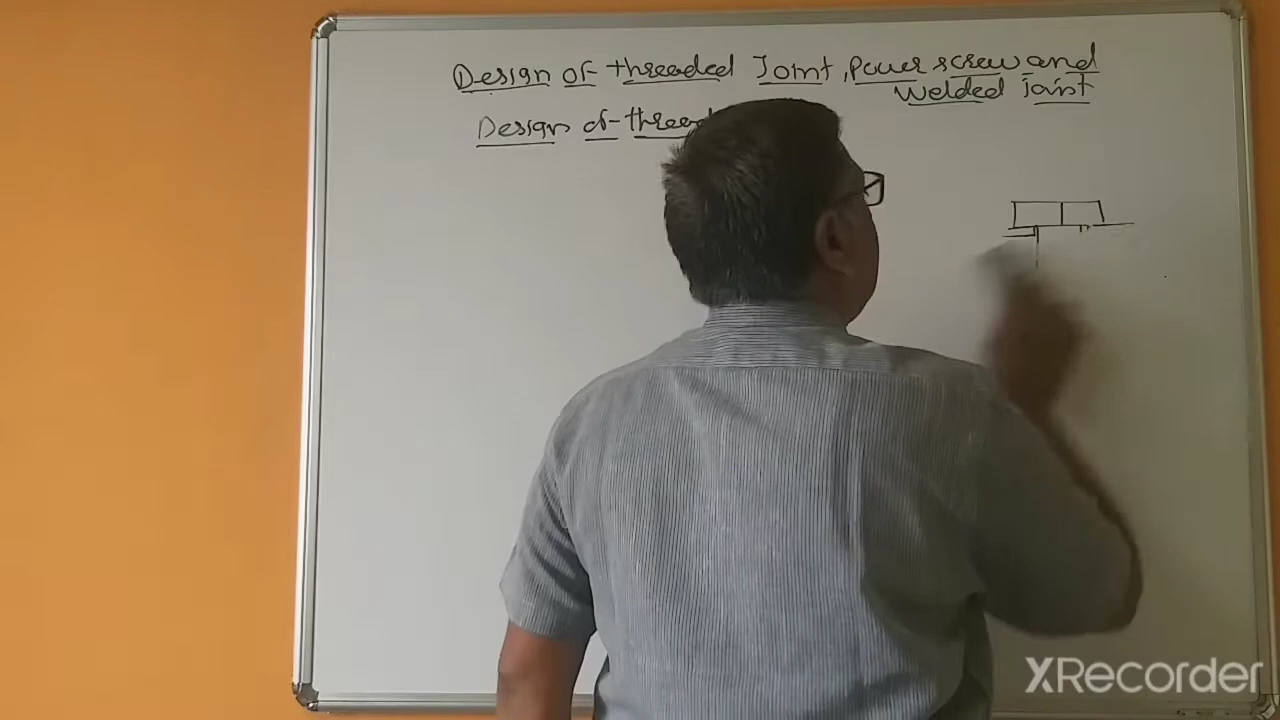 Design of threaded Joint, Power screw and
welded joint
Design of
XRecorder